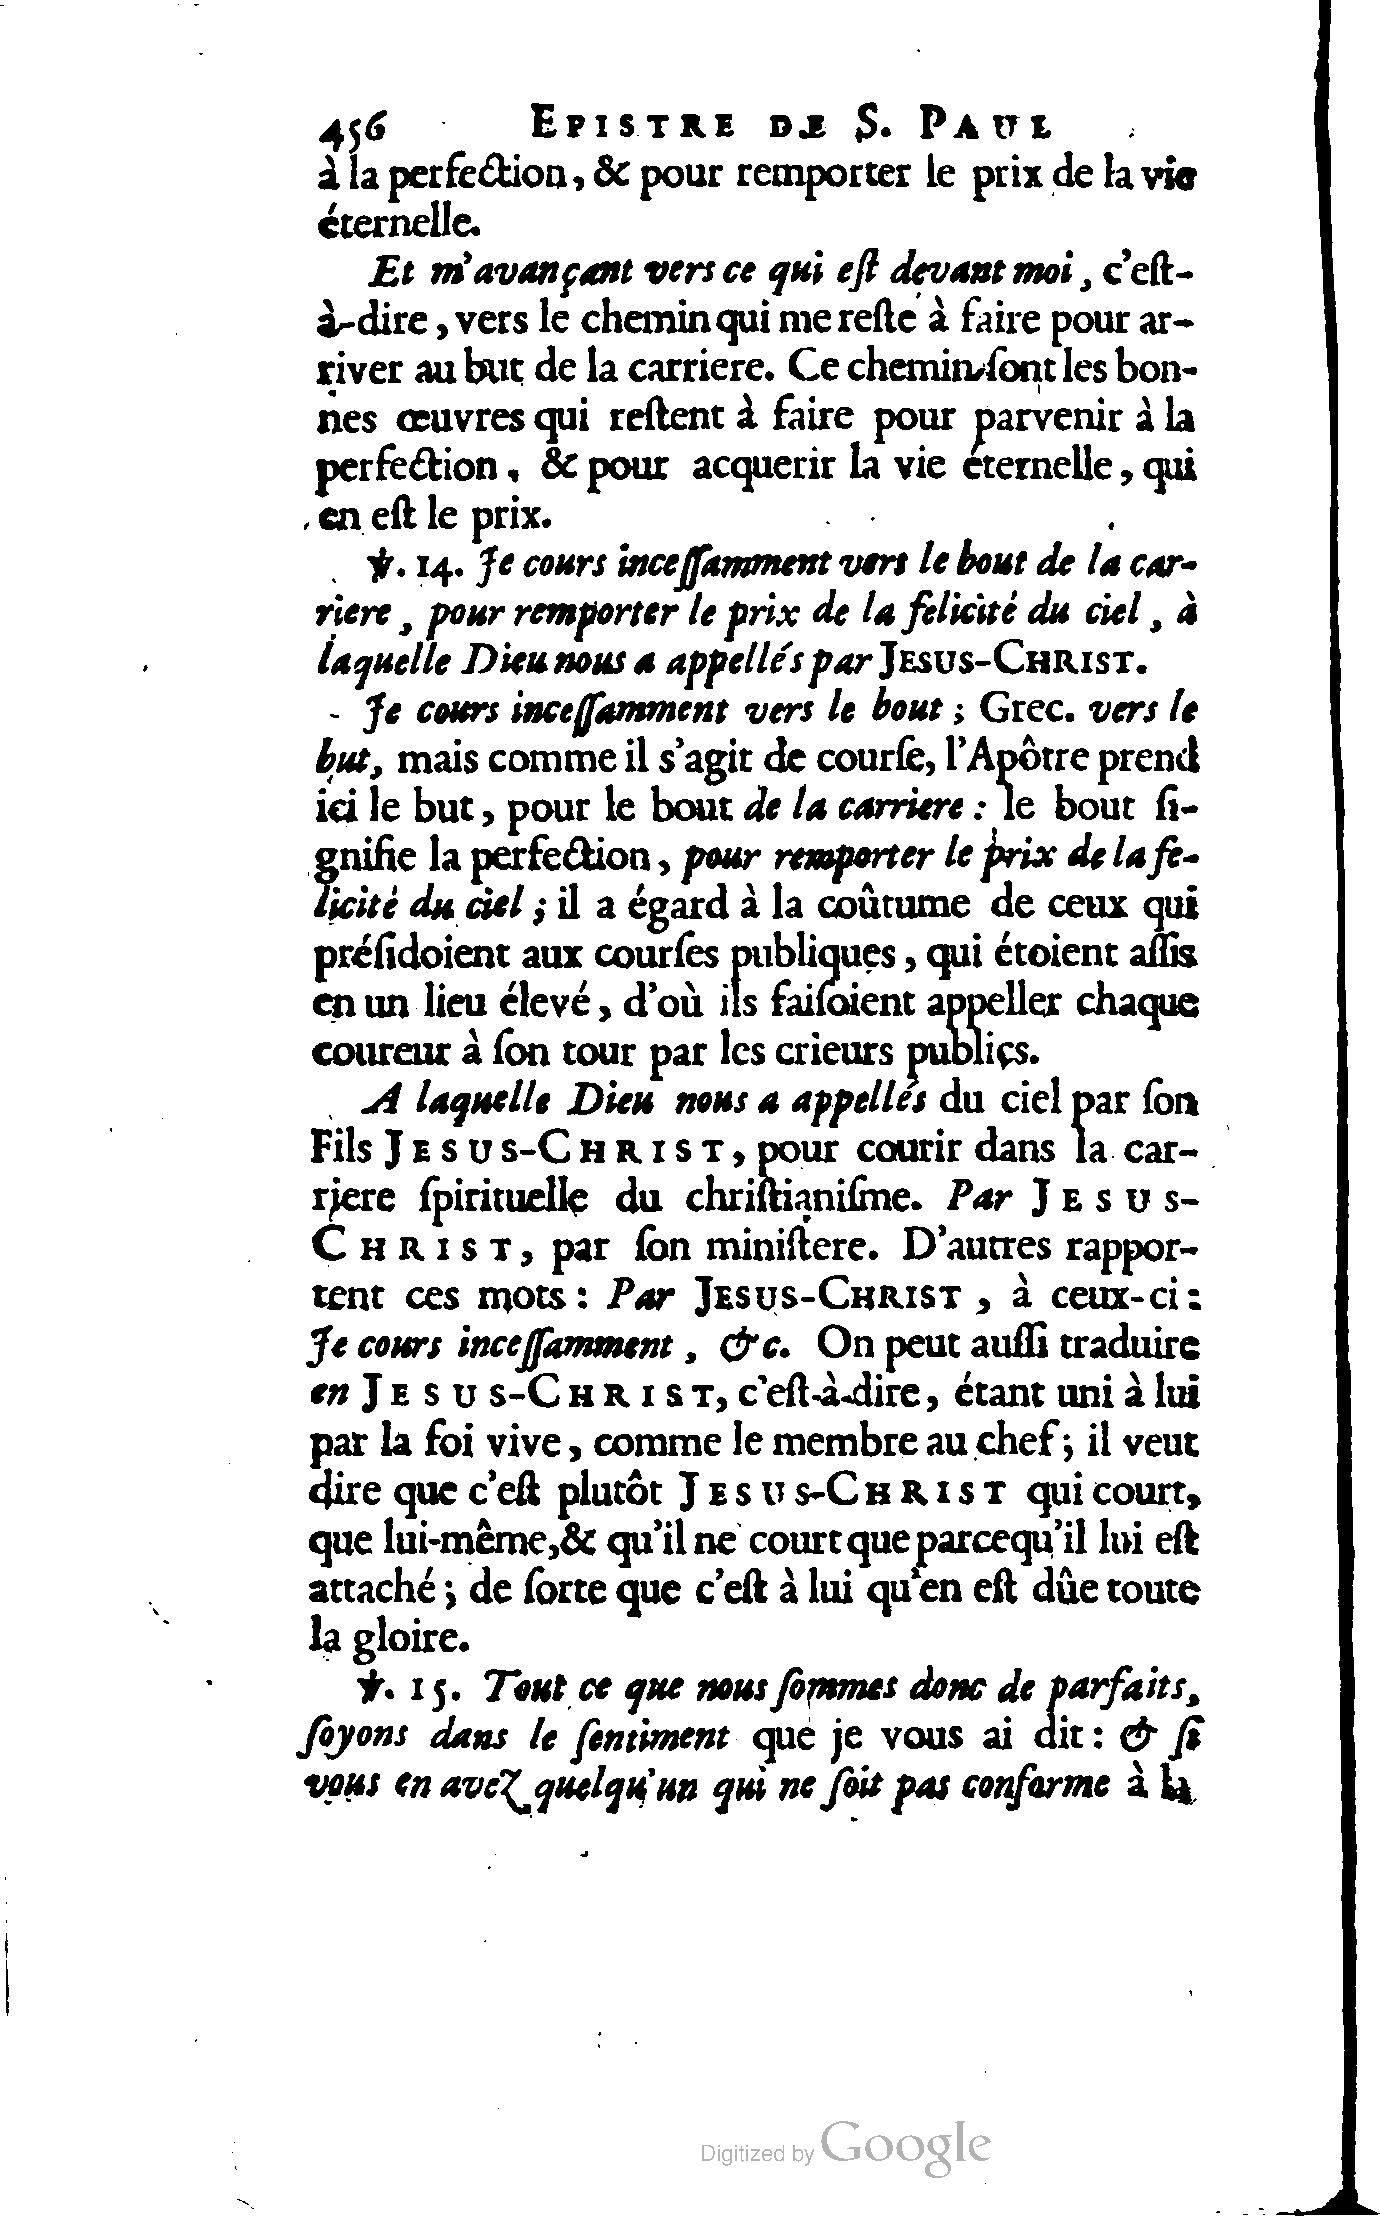 456 EPISTRE DE S. PAUL
à la perfection, & pour remporter le prix de la vie
éternelle.
Et m'avançant vers ce qui eſt devant moi, c'eſt-
à-dire, vers le chemin qui me reſte à faire pour ar-
river au but de la carriere. Ce chemin ſont les bon-
nes œuvres qui reſtent à faire pour parvenir à la
perfection, & pour acquerir la vie éternelle, qui
en eſt le prix.
℣. 14. Je cours inceſſamment vers le bout de la car-
riere, pour remporter le prix de la felicité du ciel, à
laquelle Dieu nous a appellés par JESUS-CHRIST.
Je cours inceſſamment vers le bout; Grec. vers le
but, mais comme il s'agit de courſe, l'Apôtre prend
ici le but, pour le bout de la carriere: le bout ſi-
gnifie la perfection, pour remporter le prix de la fe-
licité du ciel; il a égard à la coûtume de ceux qui
préſidoient aux courſes publiques, qui étoient aſſis
en un lieu élevé, d'où ils faiſoient appeller chaque
coureur à ſon tour par les crieurs publics.
A laquelle Dieu nous a appellés du ciel par ſon
Fils JESUS-CHRIST, pour courir dans la car-
riere ſpirituelle du chriſtianiſme. Par JESUS-
CHRIST, par ſon miniſtere. D'autres rappor-
tent ces mots: Par JESUS-CHRIST, à ceux-ci:
Je cours inceſſamment, &c. On peut auſſi traduire
en JESUS-CHRIST, c'eſt-à-dire, étant uni à lui
par la foi vive, comme le membre au chef; il veut
dire que c'eſt plutôt JESUS-CHRIST qui court,
que lui-même, & qu'il ne court que parcequ'il lui eſt
attaché; de ſorte que c'eſt à lui qu'en eſt dûe toute
la gloire.
℣. 15. Tout ce que nous ſommes donc de parfaits,
ſoyons dans le ſentiment que je vous ai dit: & ſi
vous en avez quelqu'un qui ne ſoit pas conforme à la
Digitized by Google